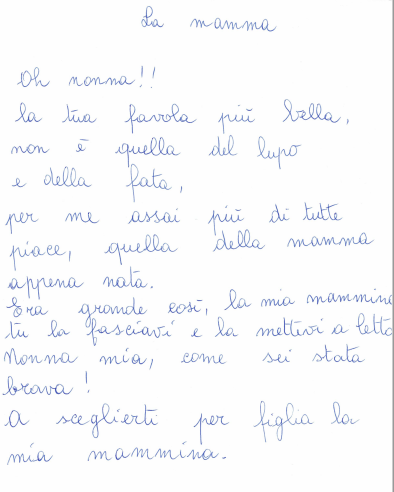 La mamma
Oh nonna!!
la tua favola più bella,
non è quella del lupo
e della fata,
per me assai più di tutte
piace, quella della mamma
appena nata.
Era grande così, la mia mammina
tu la fasciavi e la mettevi a letto
Nonna mia, come sei stata
brava!
A sceglierti per figlia la
mia mammina.